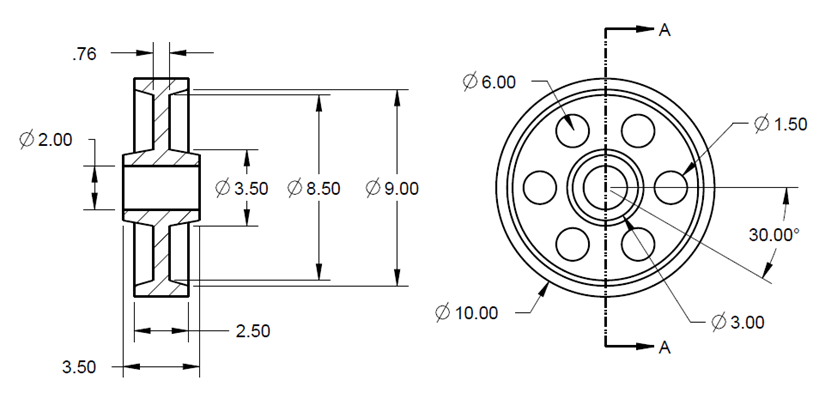 .76
Ø 2.00
Ø 3.50
Ø 8.50
Ø 9.00
2.50
3.50
A
Ø 6.00
Ø 1.50
30.00°
Ø 10.00
Ø 3.00
A